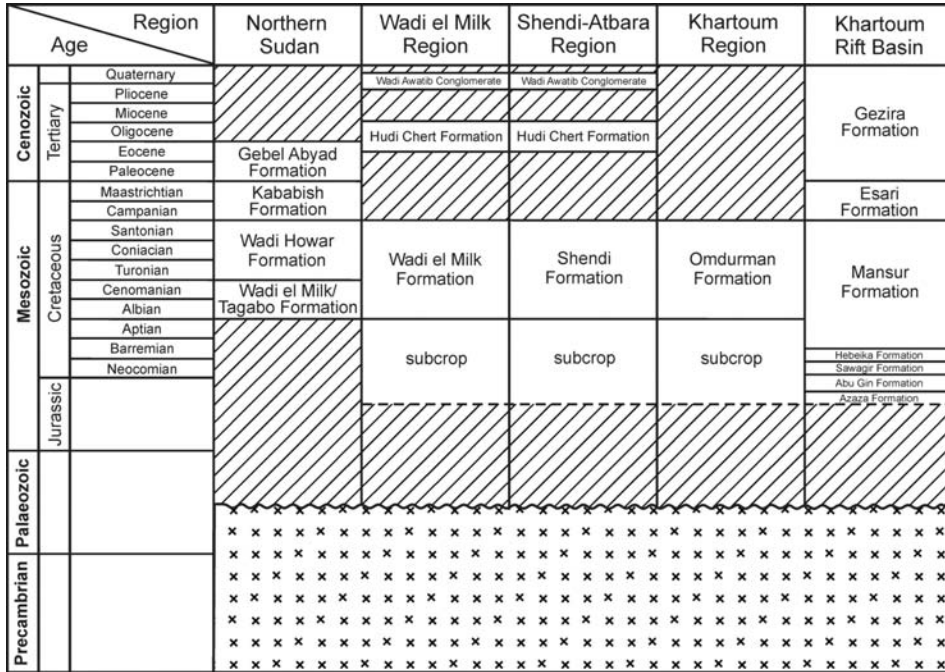 Region
Age
Northern
Sudan
Wadi el Milk
Region
Shendi-Atbara
Region
Khartoum
Region
Khartoum
Rift Basin
Cenozoic
Tertiary
Quaternary
Pliocene
Miocene
Oligocene
Eocene
Paleocene
Mesozoic
Cretaceous
Maastrichtian
Campanian
Santonian
Coniacian
Turonian
Cenomanian
Albian
Aptian
Barremian
Neocomian
Jurassic
Palaeozoic
Precambrian
Gebel Abyad
Formation
Kababish
Formation
Wadi Howar
Formation
Wadi el Milk/
Tagabo Formation
Wadi Awatib Conglomerate
Hudi Chert Formation
Wadi el Milk
Formation
subcrop
Wadi Awatib Conglomerate
Hudi Chert Formation
Shendi
Formation
subcrop
Omdurman
Formation
subcrop
Gezira
Formation
Esari
Formation
Mansur
Formation
Hebeika Formation
Sawagir Formation
Abu Gin Formation
Azaza Formation